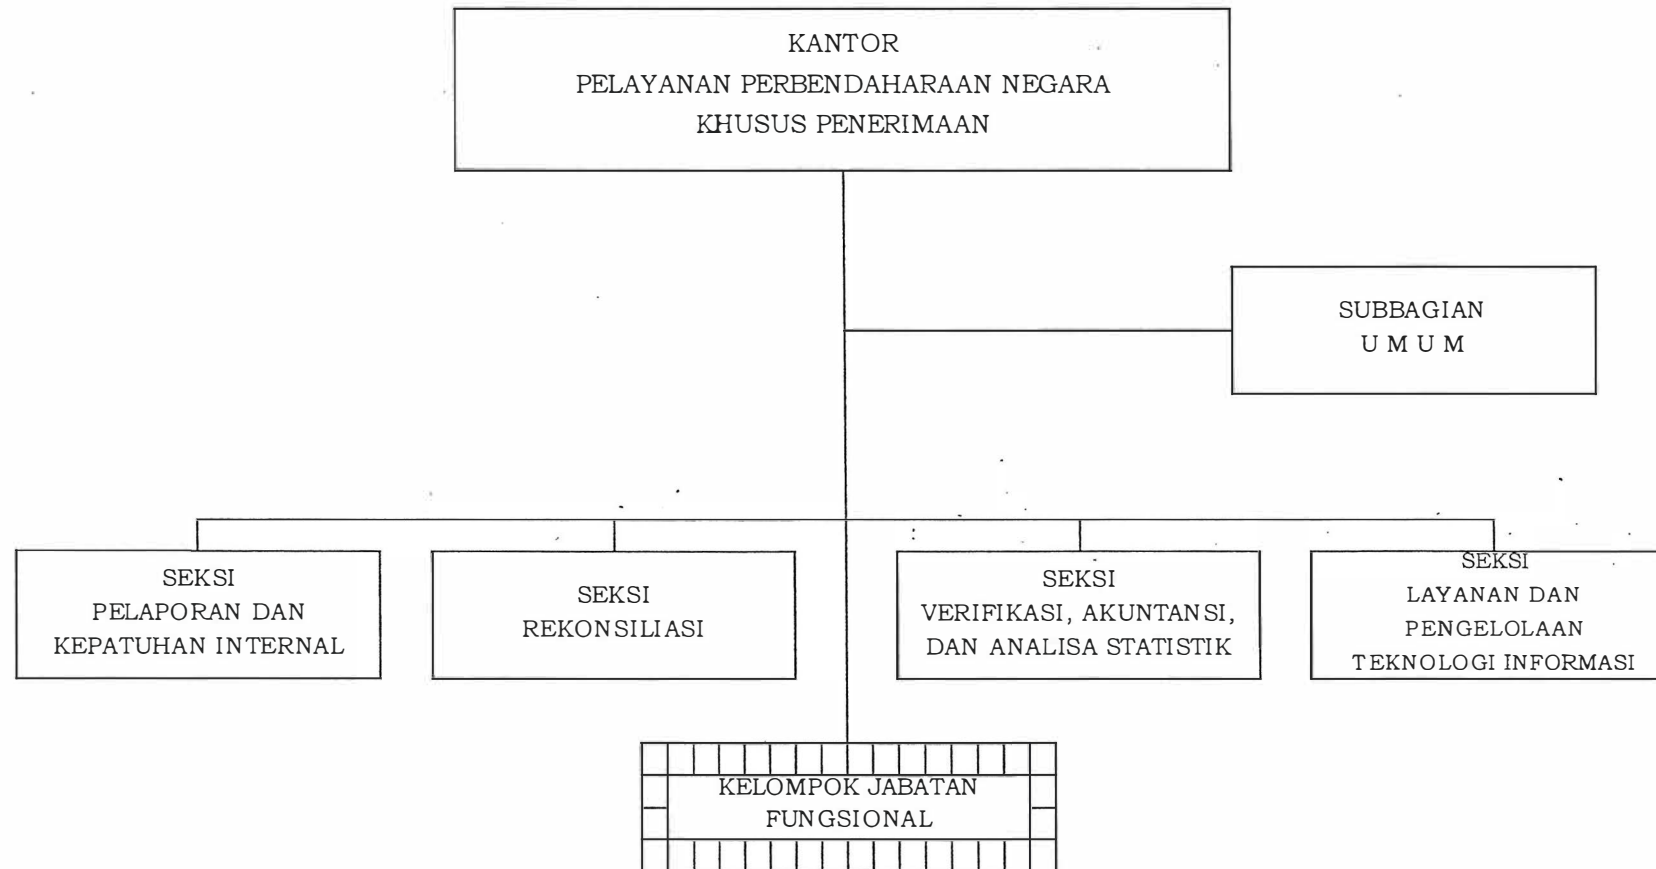 KANTOR
PELAYANAN PERBENDAHARAAN NEGARA
KHUSUS PENERIMAAN
SUBBAGIAN
U M U M
SEKSI
PELAPORAN DAN
KEPATUHAN INTERNAL
SEKSI
REKONSILIASI
SEKSI
VERIFIKASI, AKUNTANSI,
DAN ANALISA STATISTIK
SEKSI
LAYANAN DAN
PENGELOLAAN
TEKNOLOGI INFORMASI
KELOMPOK JABATAN
FUNGSIONAL